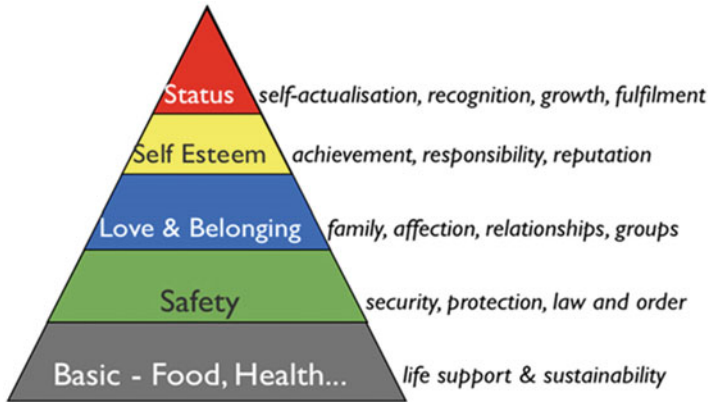 Status self-actualisation, recognition, growth, fulfilment
Self Esteem achievement, responsibility, reputation
Love & Belonging family, affection, relationships, groups
Safety security, protection, law and order
Basic - Food, Health... life support & sustainability